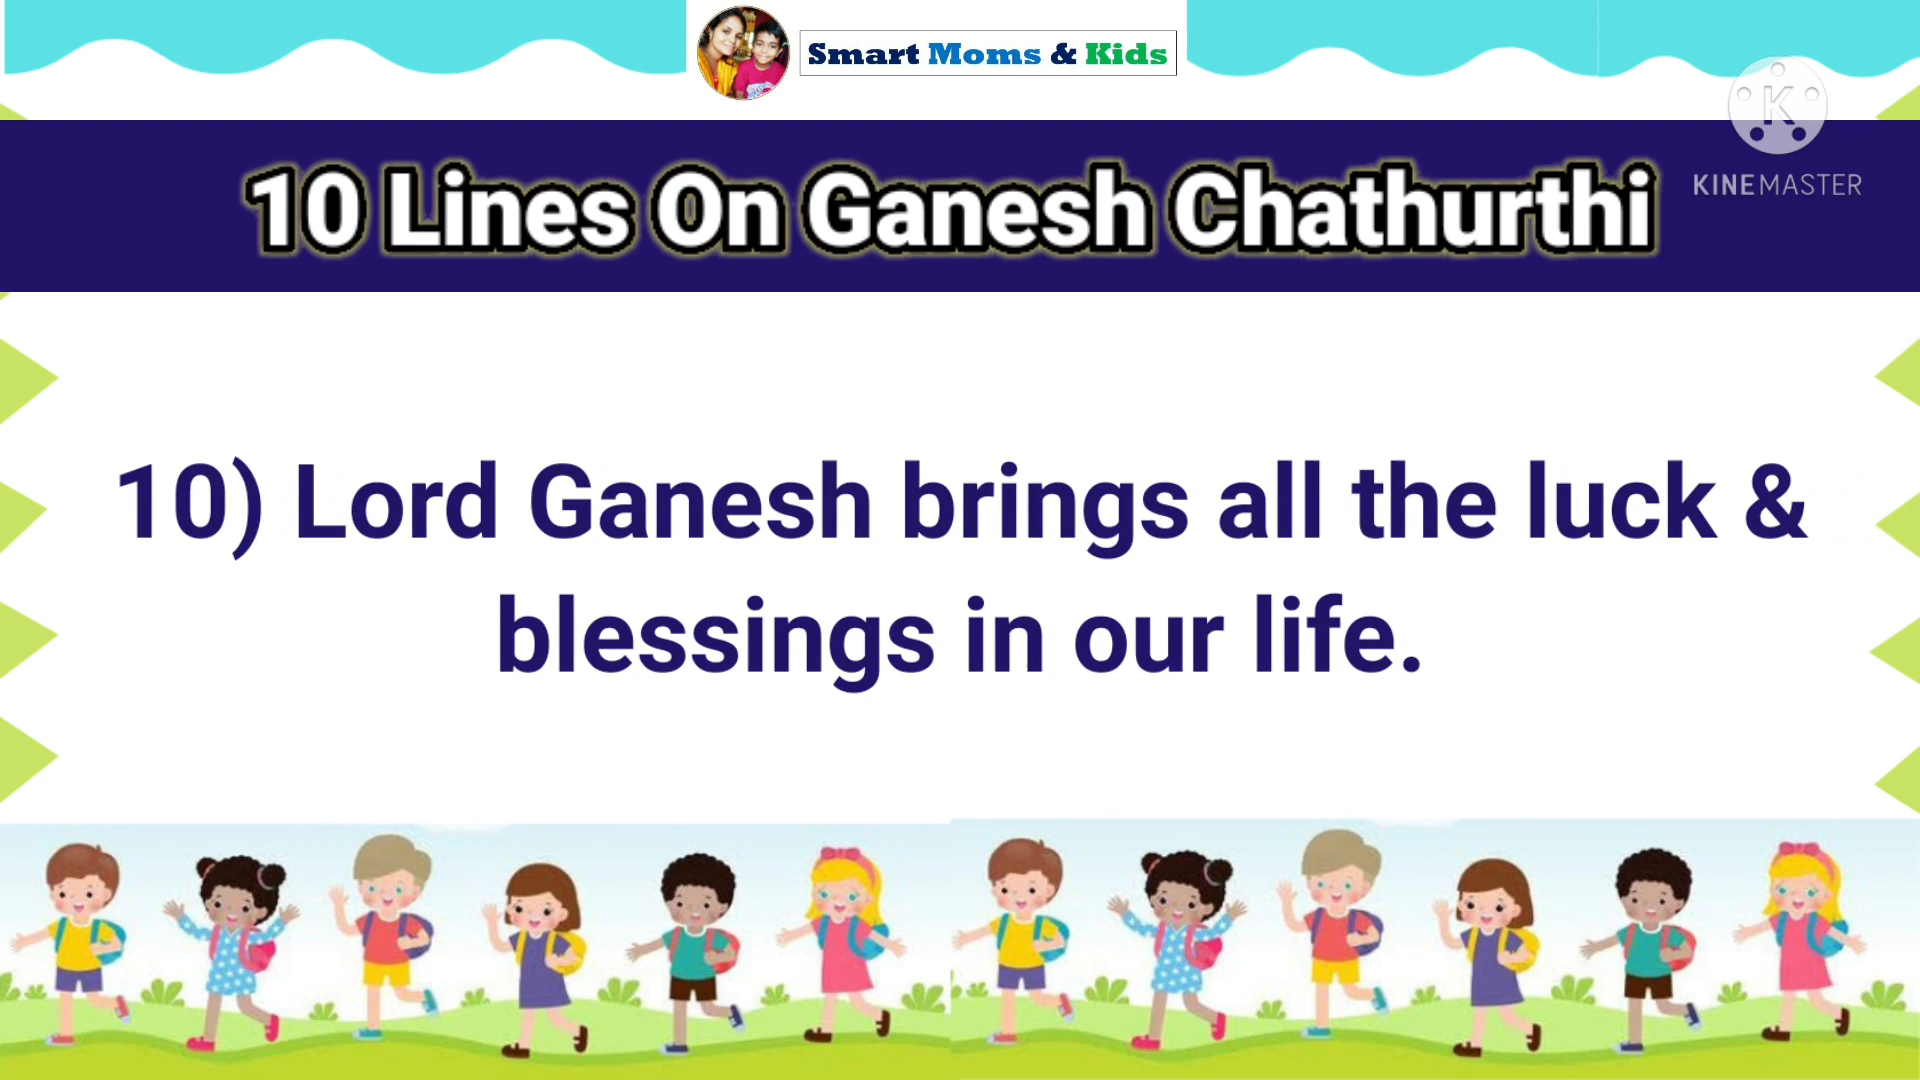 Smart Moms & Kids
K
KINEMASTER
10 Lines On Ganesh Chathurthi
10) Lord Ganesh brings all the luck &
blessings in our life.